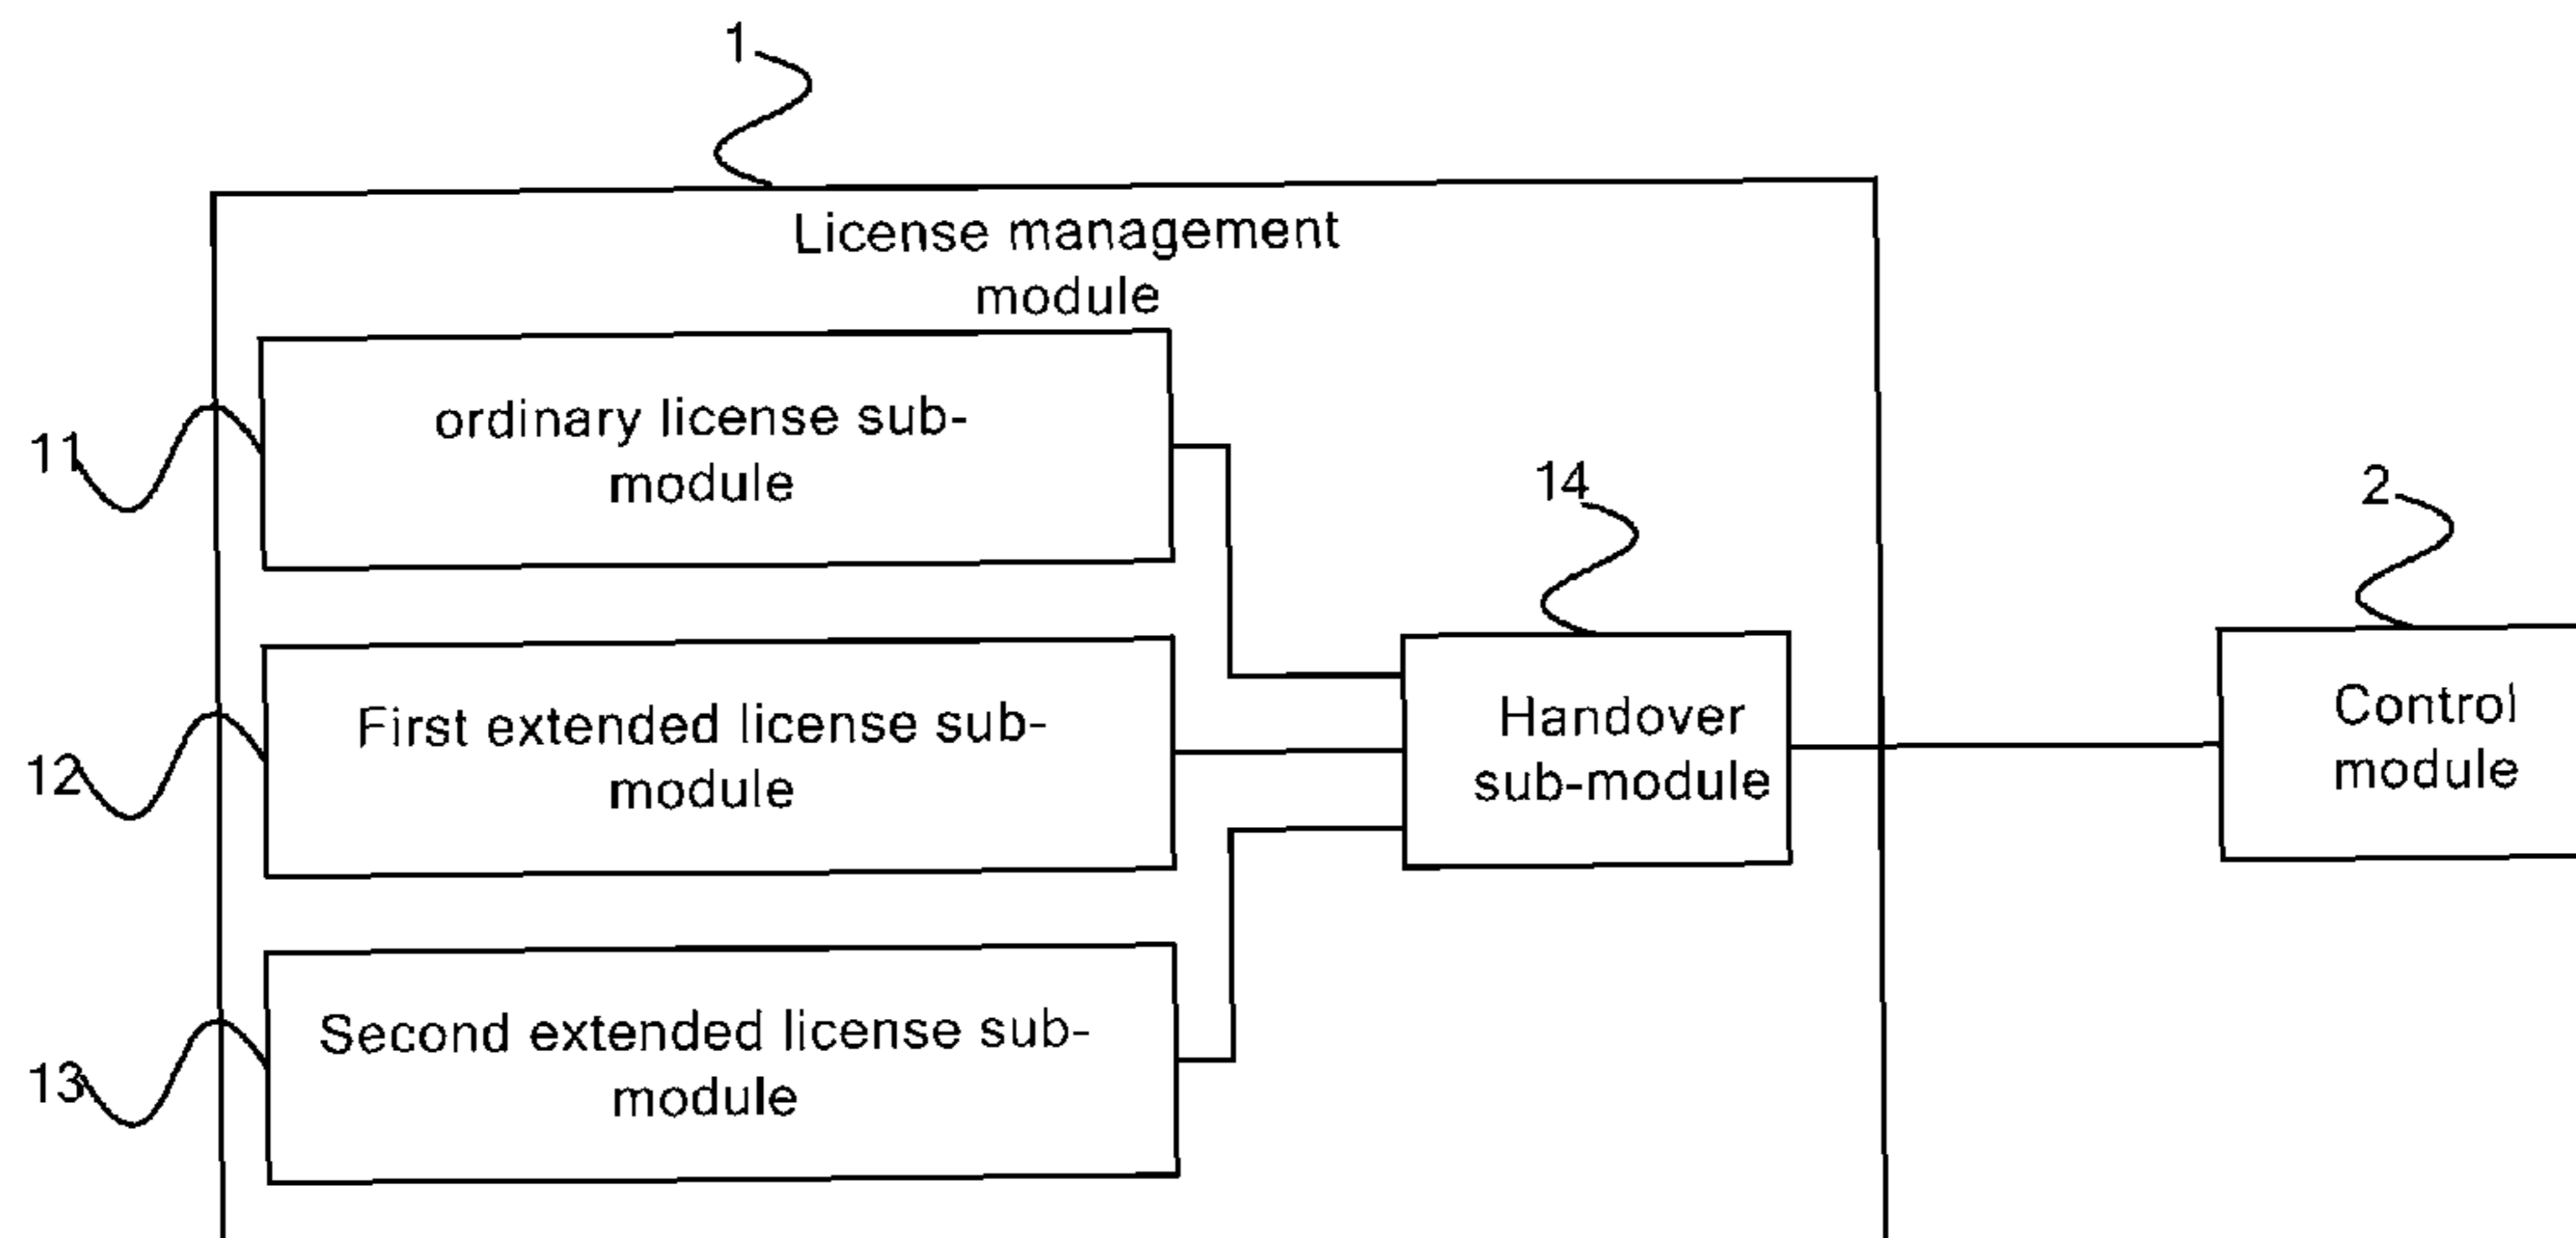 1
License management
module
11
ordinary license sub-
module
12
First extended license sub-
module
13
Second extended license sub-
module
14
Handover
sub-module
2
Control
module